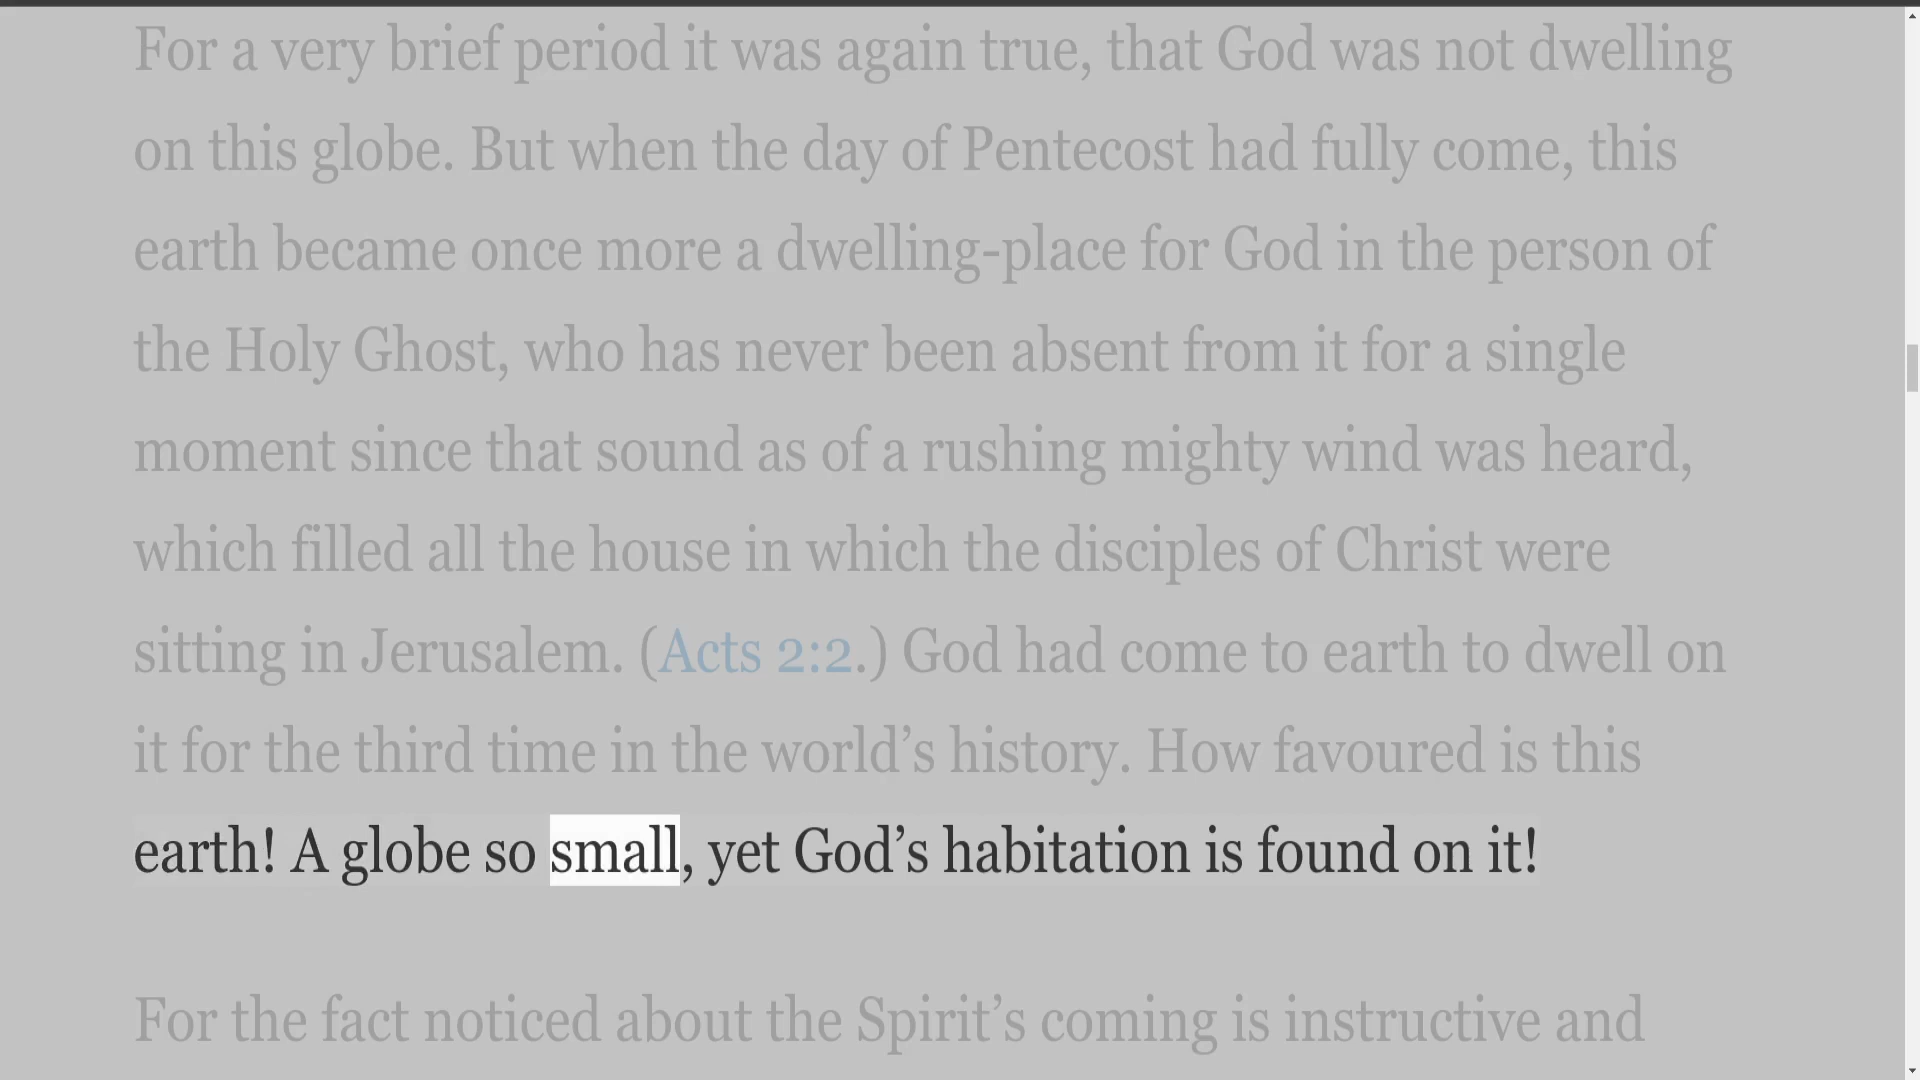 For a very brief period it was again true, that God was not dwelling
on this globe. But when the day of Pentecost had fully come, this
earth became once more a dwelling-place for God in the person of
the Holy Ghost, who has never been absent from it for a single
moment since that sound as of a rushing mighty wind was heard,
which filled all the house in which the disciples of Christ were
sitting in Jerusalem. (Acts 2:2.) God had come to earth to dwell on
it for the third time in the world’s history. How favoured is this
earth! A globe so small, yet God’s habitation is found on it!
For the fact noticed about the Spirit’s coming is instructive and